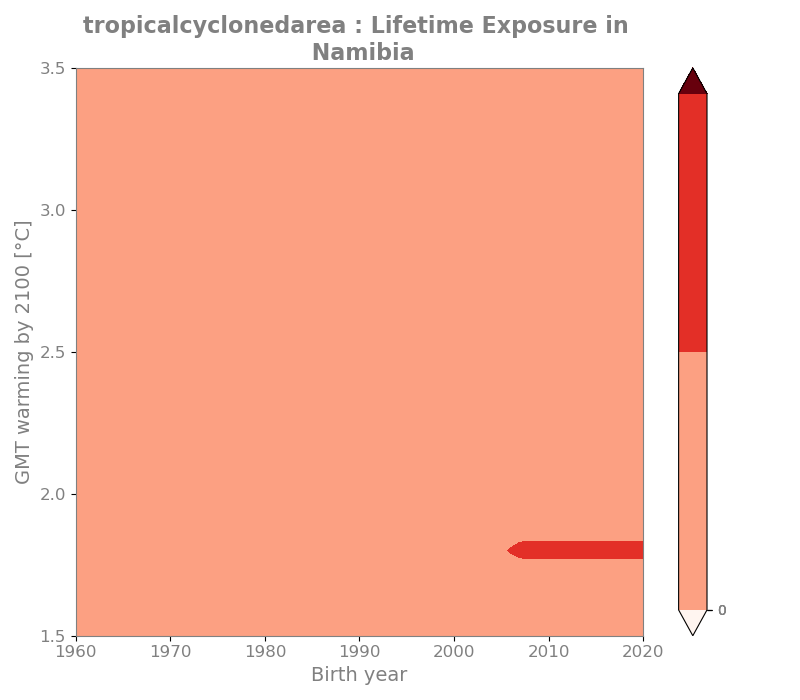 tropicalcyclonedarea : Lifetime Exposure in
Namibia
3.5
3.0
2.5
2.0
1.5
GMT warming by 2100 [°C]
1960 1970 1980 1990 2000 2010 2020
Birth year
0